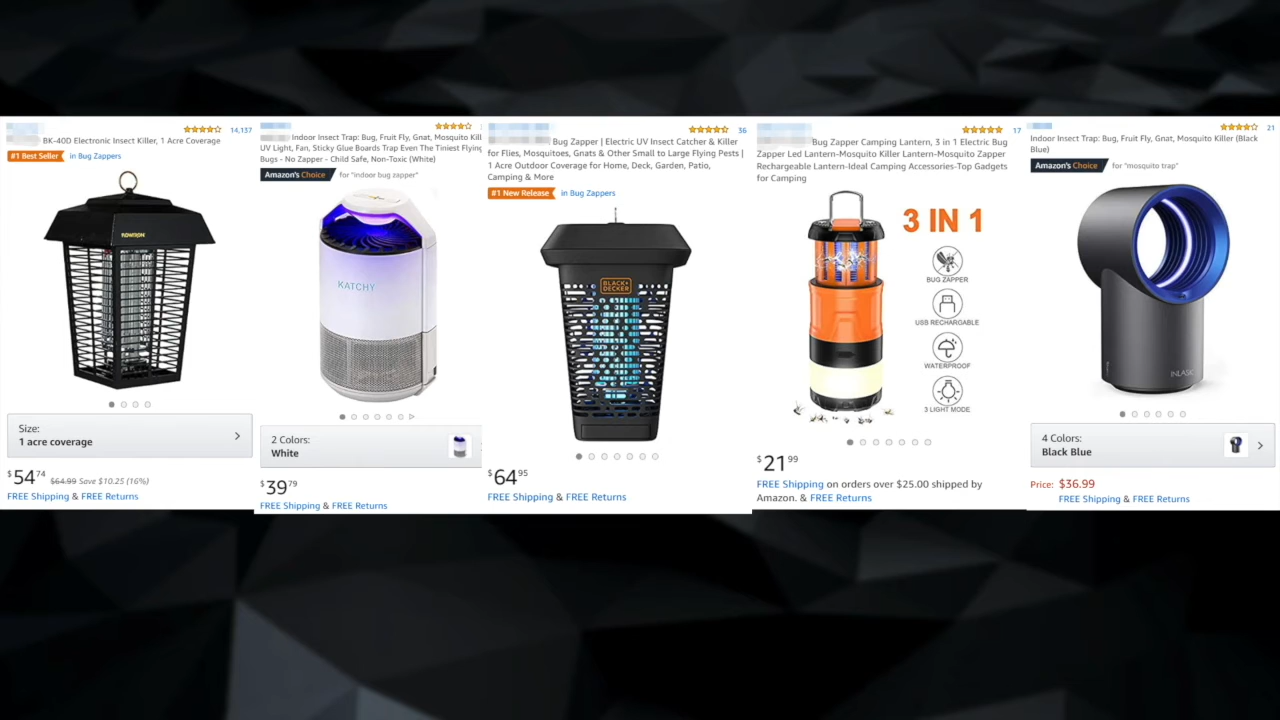 14,137
BK-40D Electronic Insect Killer, 1 Acre Coverage
#1 Best Seller in Bug Zappers
FLOWTRON
Size:
1 acre coverage
$54 74 $64.99 Save $10.25 (16%)
FREE Shipping & FREE Returns
Indoor Insect Trap: Bug, Fruit Fly, Gnat, Mosquito Kil
UV Light, Fan, Sticky Glue Boards Trap Even The Tiniest Flying
Bugs - No Zapper - Child Safe, Non-Toxic (White)
Amazon's Choice for "indoor bug zapper"
KATCHY
2 Colors:
White
$39 79
FREE Shipping & FREE Returns
36
Bug Zapper | Electric UV Insect Catcher & Killer
for Flies, Mosquitoes, Gnats & Other Small to Large Flying Pests |
1 Acre Outdoor Coverage for Home, Deck, Garden, Patio,
Camping & More
#1 New Release in Bug Zappers
BLACK+
DECKER
$64 95
FREE Shipping & FREE Returns
17
Bug Zapper Camping Lantern, 3 in 1 Electric Bug
Zapper Led Lantern-Mosquito Killer Lantern-Mosquito Zapper
Rechargeable Lantern-Ideal Camping Accessories-Top Gadgets
for Camping
3 IN 1
BUG ZAPPER
USB RECHARGABLE
WATERPROOF
3 LIGHT MODE
$21 99
FREE Shipping on orders over $25.00 shipped by
Amazon. & FREE Returns
21
Indoor Insect Trap: Bug, Fruit Fly, Gnat, Mosquito Killer (Black
Blue)
Amazon's Choice for "mosquito trap"
4 Colors:
Black Blue
Price: $36.99
FREE Shipping & FREE Returns